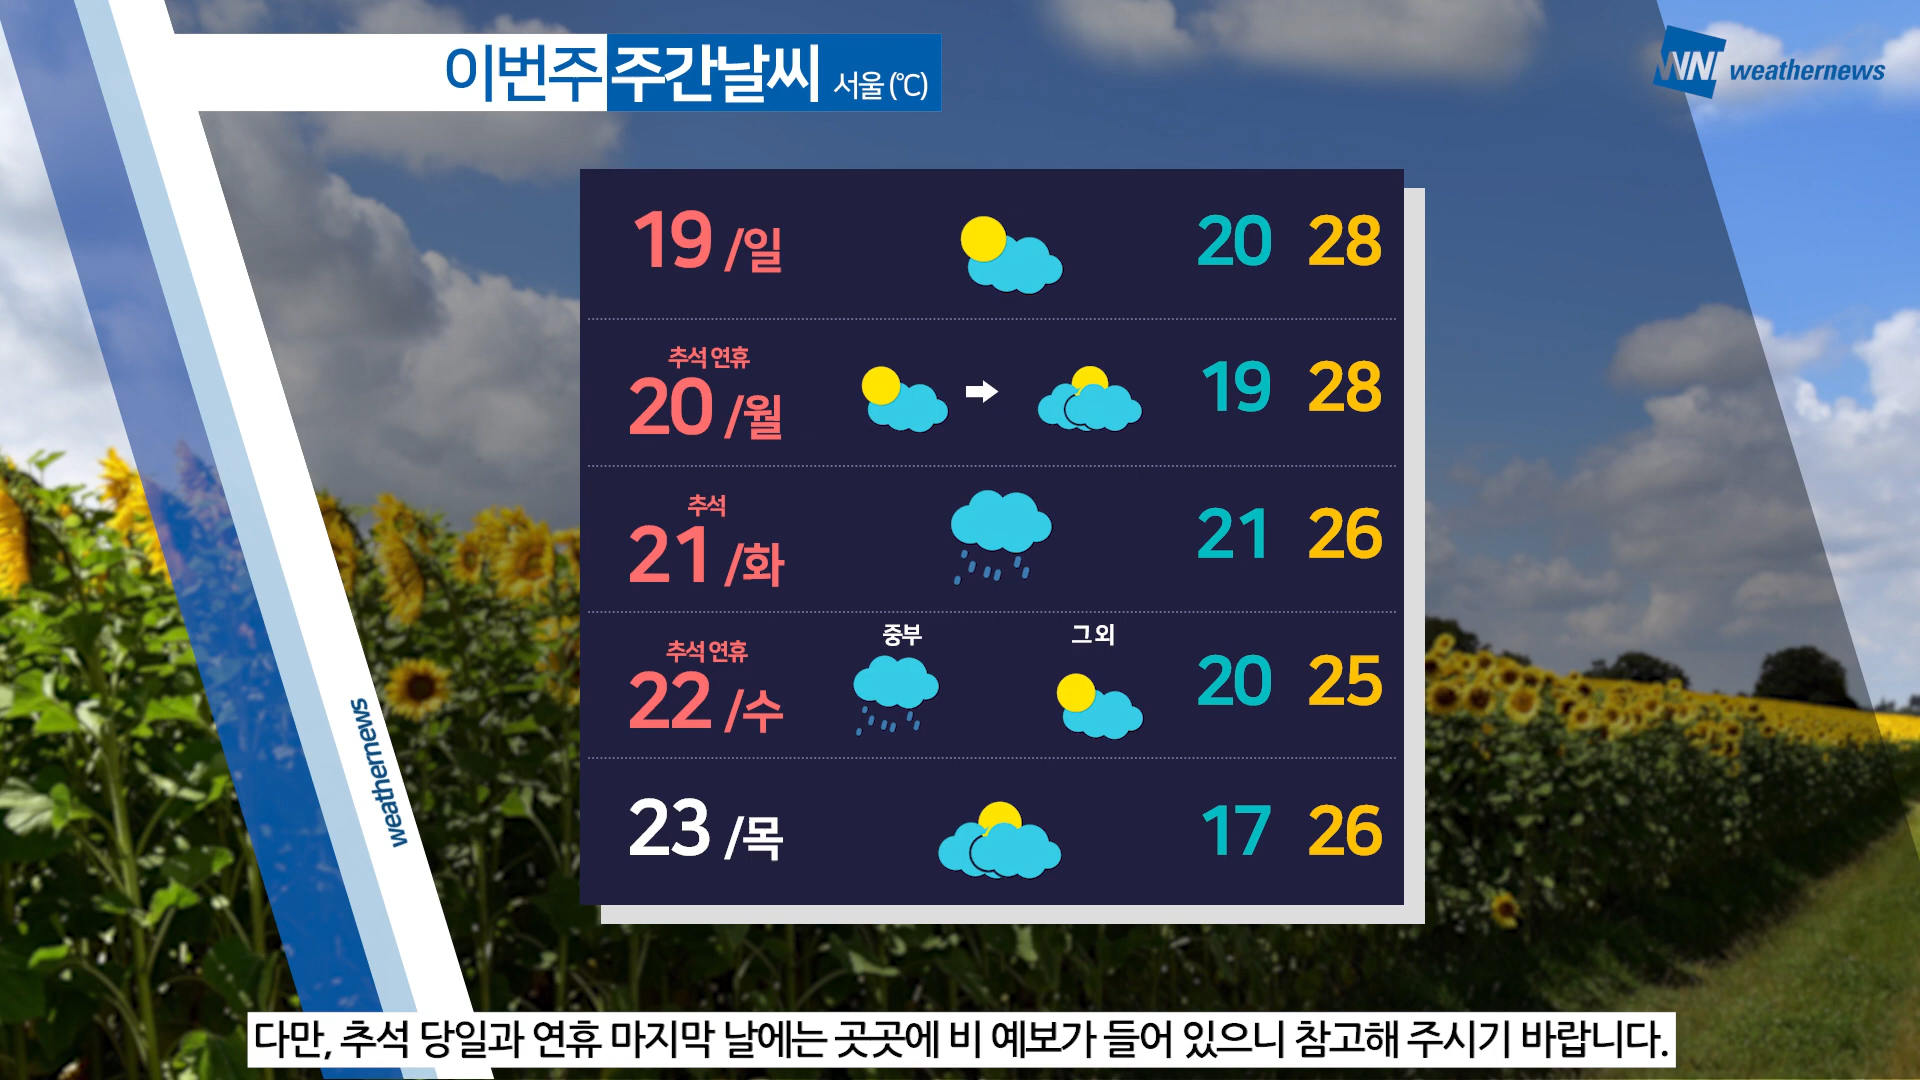 이번주 주간날씨 서울 (℃)
WNI weathernews
19 /일 20 28
추석 연휴
20 /월 19 28
추석
21 /화 21 26
중부 그 외
추석 연휴
22 /수 20 25
23 /목 17 26
weathernews
다만, 추석 당일과 연휴 마지막 날에는 곳곳에 비 예보가 들어 있으니 참고해 주시기 바랍니다.